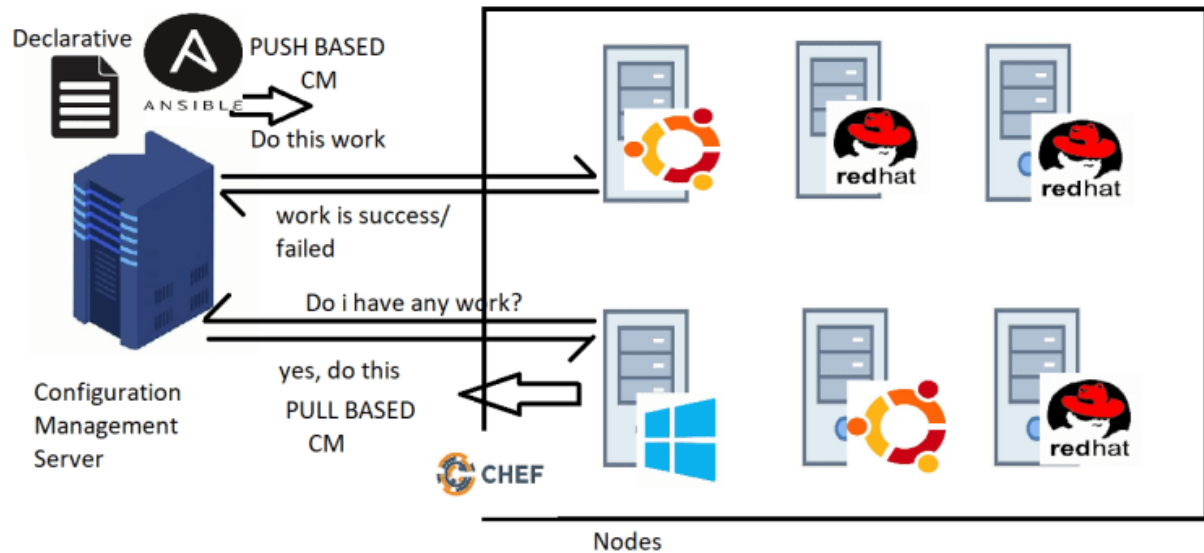 Declarative
ANSIBLE
PUSH BASED
CM
Do this work
work is success/
failed
Do i have any work?
yes, do this
PULL BASED
CM
Configuration
Management
Server
CHEF
redhat
redhat
redhat
Nodes